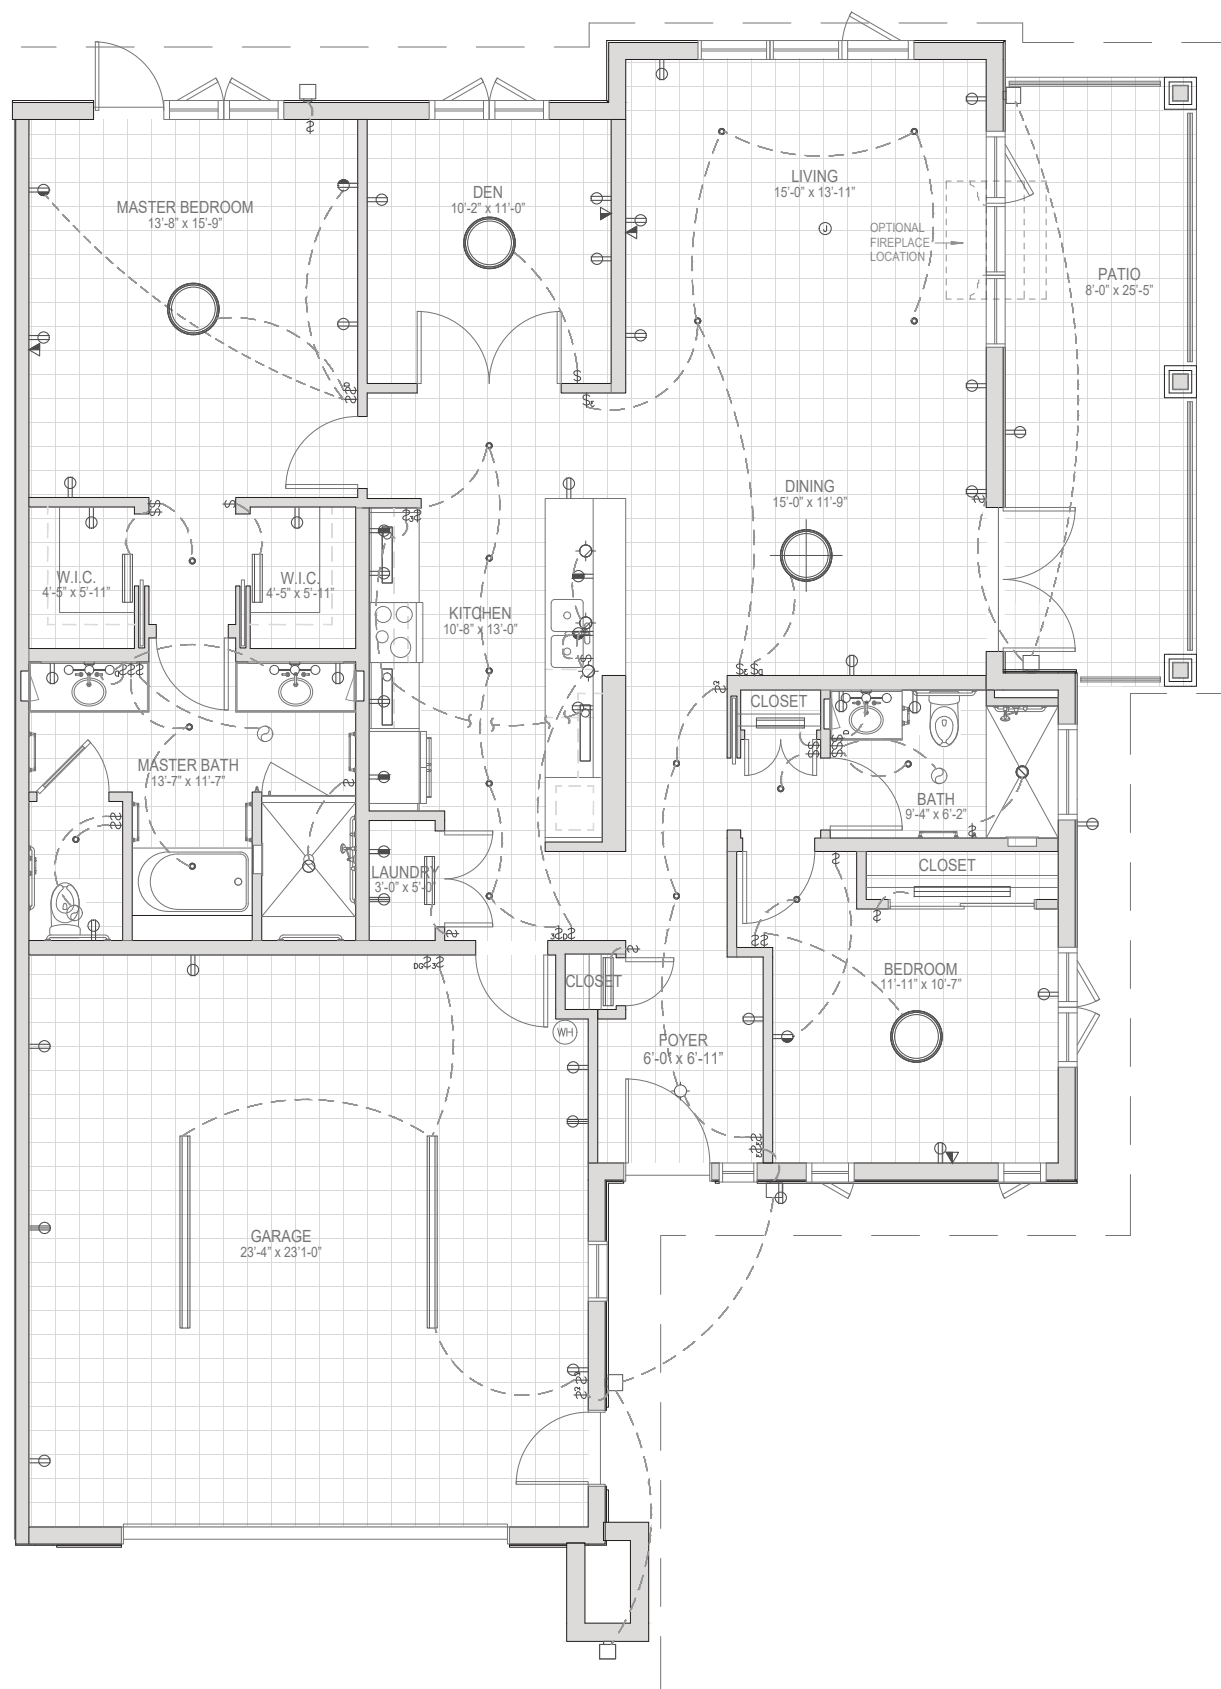 MASTER BEDROOM
13'-8" x 15'-9"
DEN
10'-2" x 11'-0"
LIVING
15'-0" x 13'-11"
J
OPTIONAL
FIREPLACE
LOCATION
PATIO
8'-0" x 25'-5"
DINING
15'-0" x 11'-9"
W.I.C.
4'-5" x 5'-11"
W.I.C.
4'-5" x 5'-11"
KITCHEN
10'-8" x 13'-0"
CLOSET
MASTER BATH
13'-7" x 11'-7"
BATH
9'-4" x 6'-2"
LAUNDRY
3'-0" x 5'-0"
CLOSET
BEDROOM
11'-11" x 10'-7"
CLOSET
WH
FOYER
6'-0" x 6'-11"
GARAGE
23'-4" x 23'1-0"